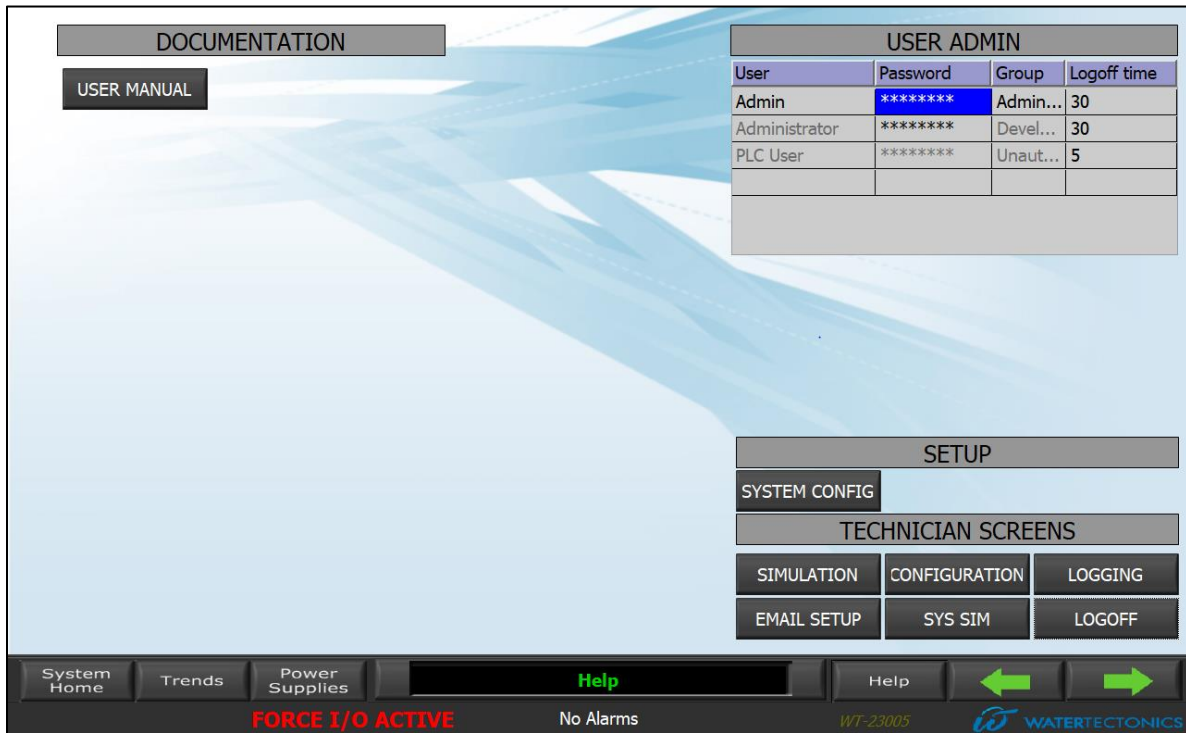 DOCUMENTATION
USER MANUAL
USER ADMIN
User Password Group Logoff time
Admin ******** Admin... 30
Administrator ******** Devel... 30
PLC User ******** Unaut... 5
SETUP
SYSTEM CONFIG
TECHNICIAN SCREENS
SIMULATION CONFIGURATION LOGGING
EMAIL SETUP SYS SIM LOGOFF
System Home Trends Power Supplies Help Help
FORCE I/O ACTIVE No Alarms WT-23005 WATERTECTONICS